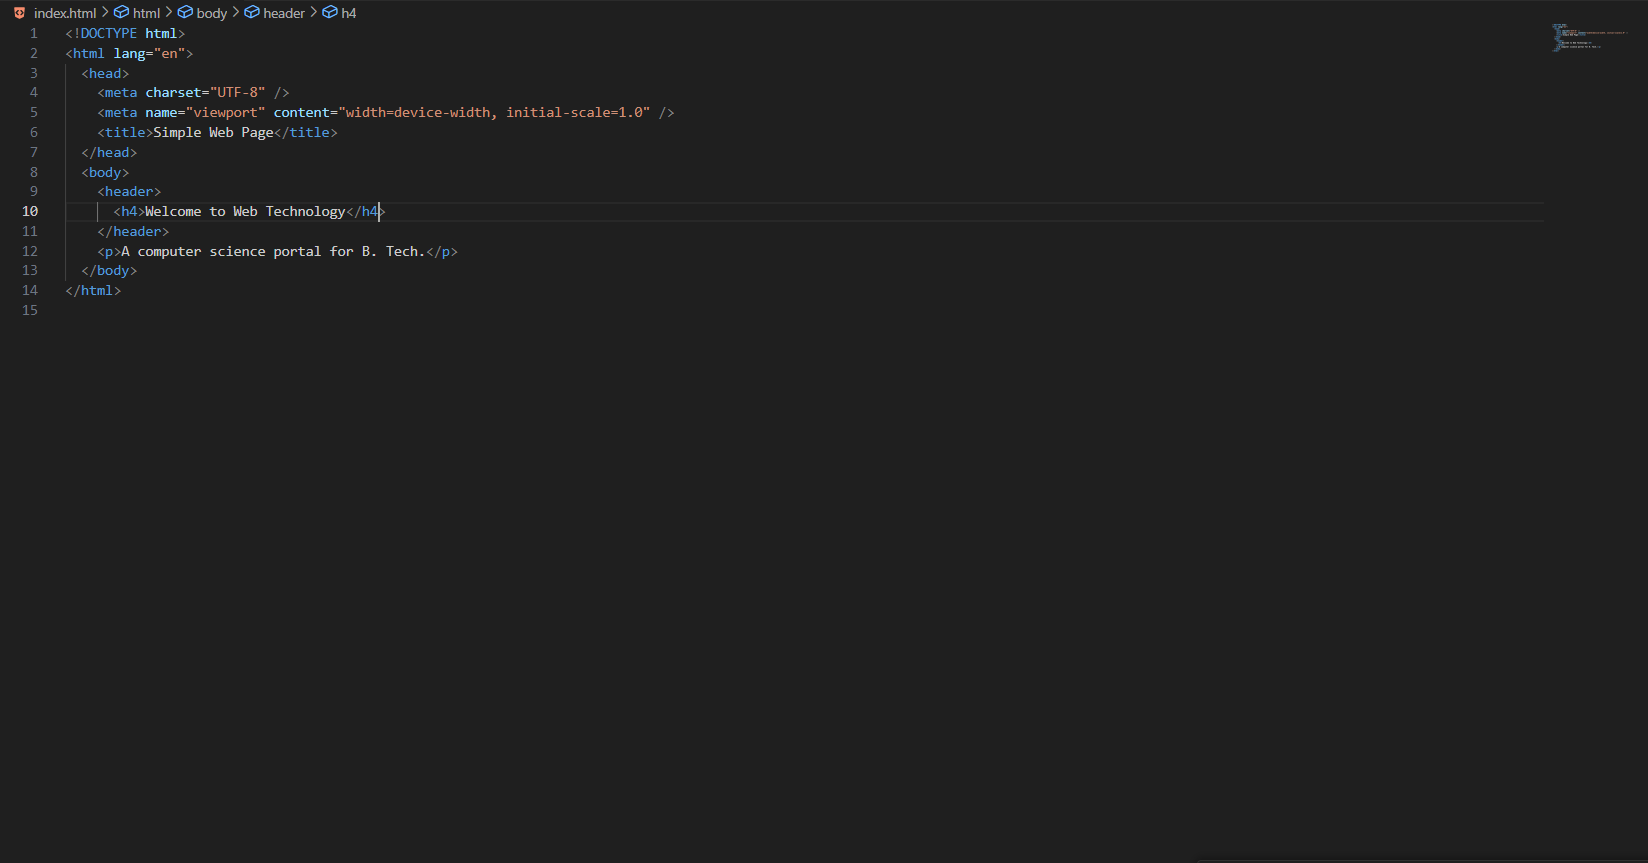 index.html > html > body > header > h4
1 <!DOCTYPE html>
2 <html lang="en">
3   <head>
4     <meta charset="UTF-8" />
5     <meta name="viewport" content="width=device-width, initial-scale=1.0" />
6     <title>Simple Web Page</title>
7   </head>
8   <body>
9     <header>
10       <h4>Welcome to Web Technology</h4>
11     </header>
12     <p>A computer science portal for B. Tech.</p>
13   </body>
14 </html>
15